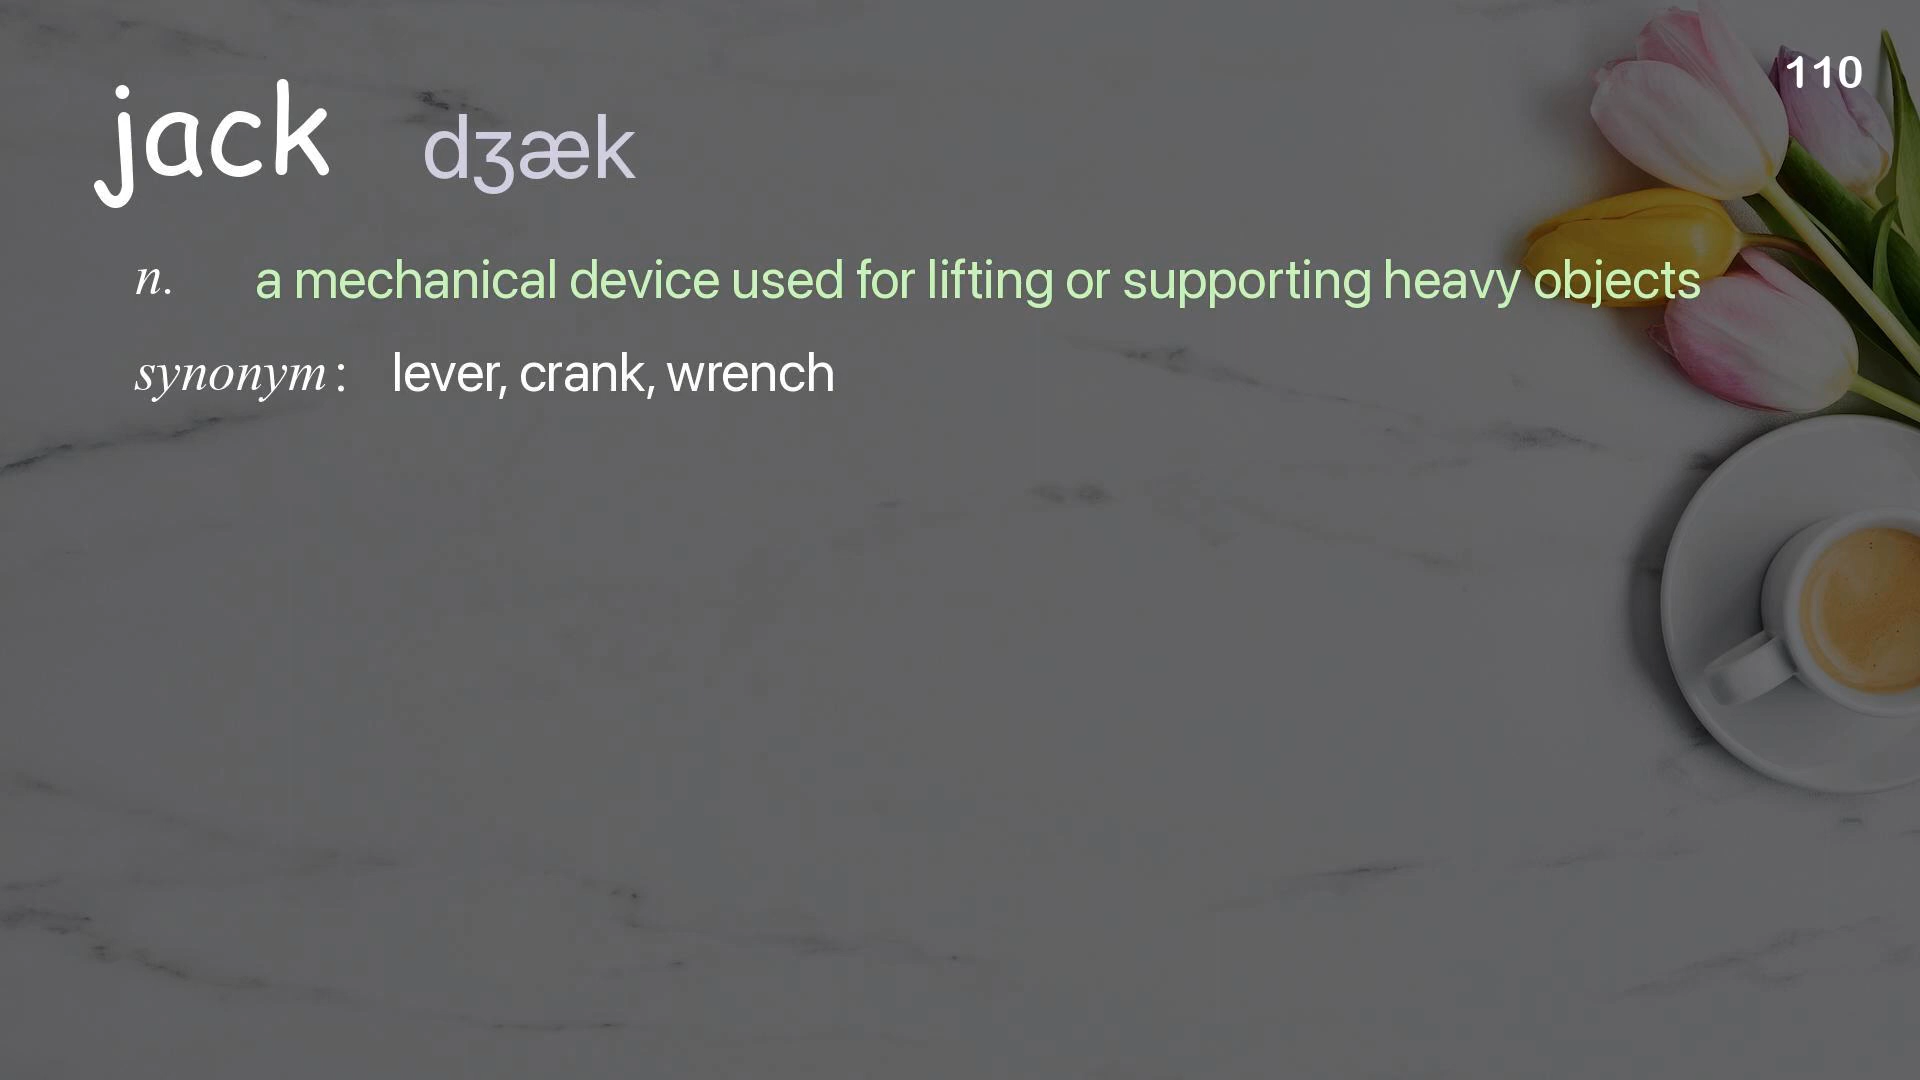 110
jack dʒæk
n. a mechanical device used for lifting or supporting heavy objects
synonym : lever, crank, wrench